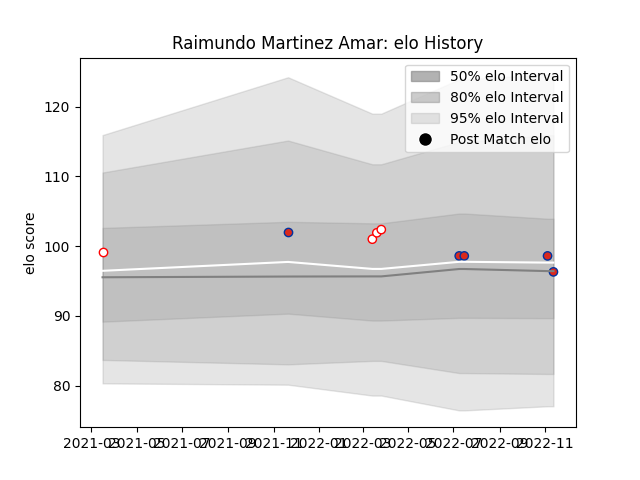 Raimundo Martinez Amar: elo History
50% elo Interval
80% elo Interval
95% elo Interval
Post Match elo
elo score
120
110
100
90
80
2021-03 2021-05 2021-07 2021-09 2021-11 2022-01 2022-03 2022-05 2022-07 2022-09 2022-11